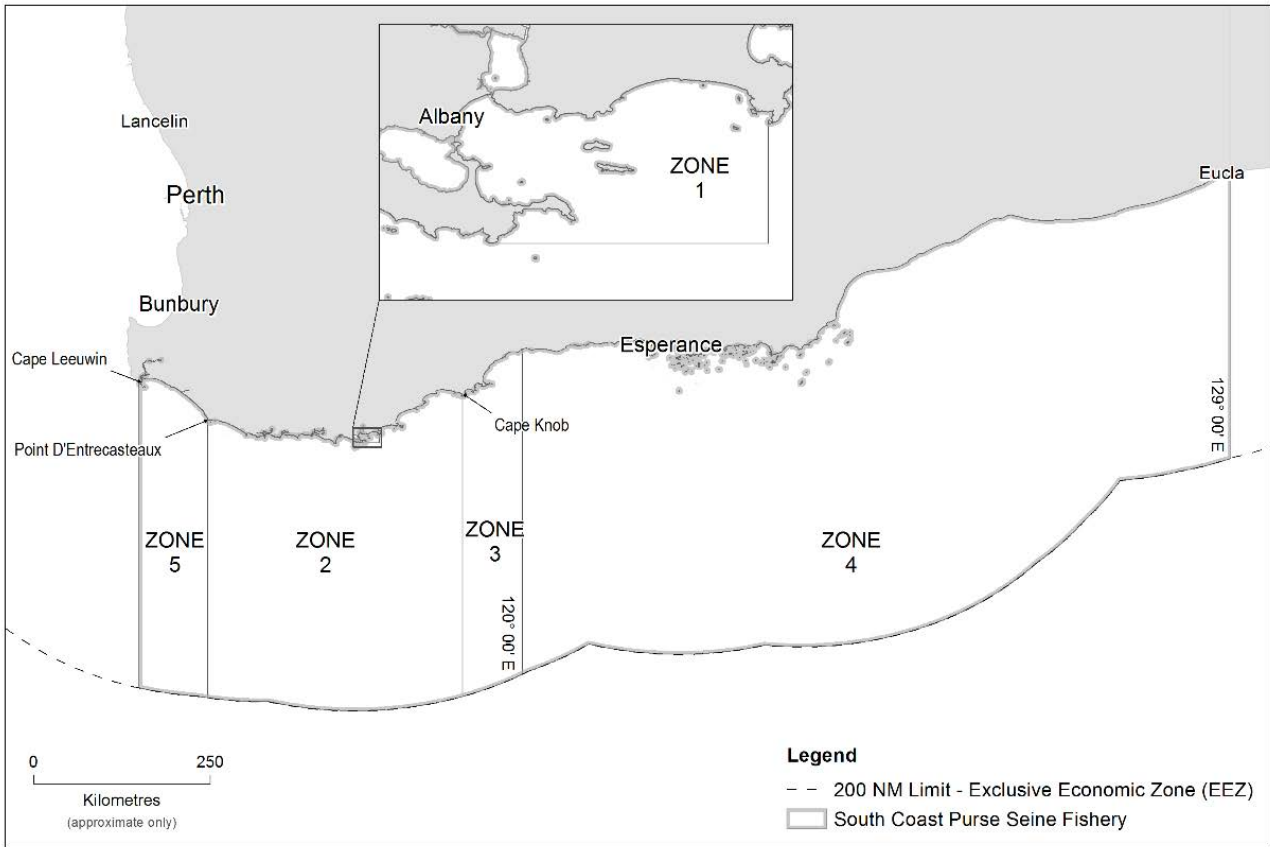 Lancelin
Perth
Bunbury
Cape Leeuwin
Point D'Entrecasteaux
Albany
ZONE
1
Eucla
Esperance
Cape Knob
129° 00' E
ZONE
5
ZONE
2
ZONE
3
120° 00' E
ZONE
4
0 250
Kilometres
(approximate only)
Legend
200 NM Limit - Exclusive Economic Zone (EEZ)
South Coast Purse Seine Fishery